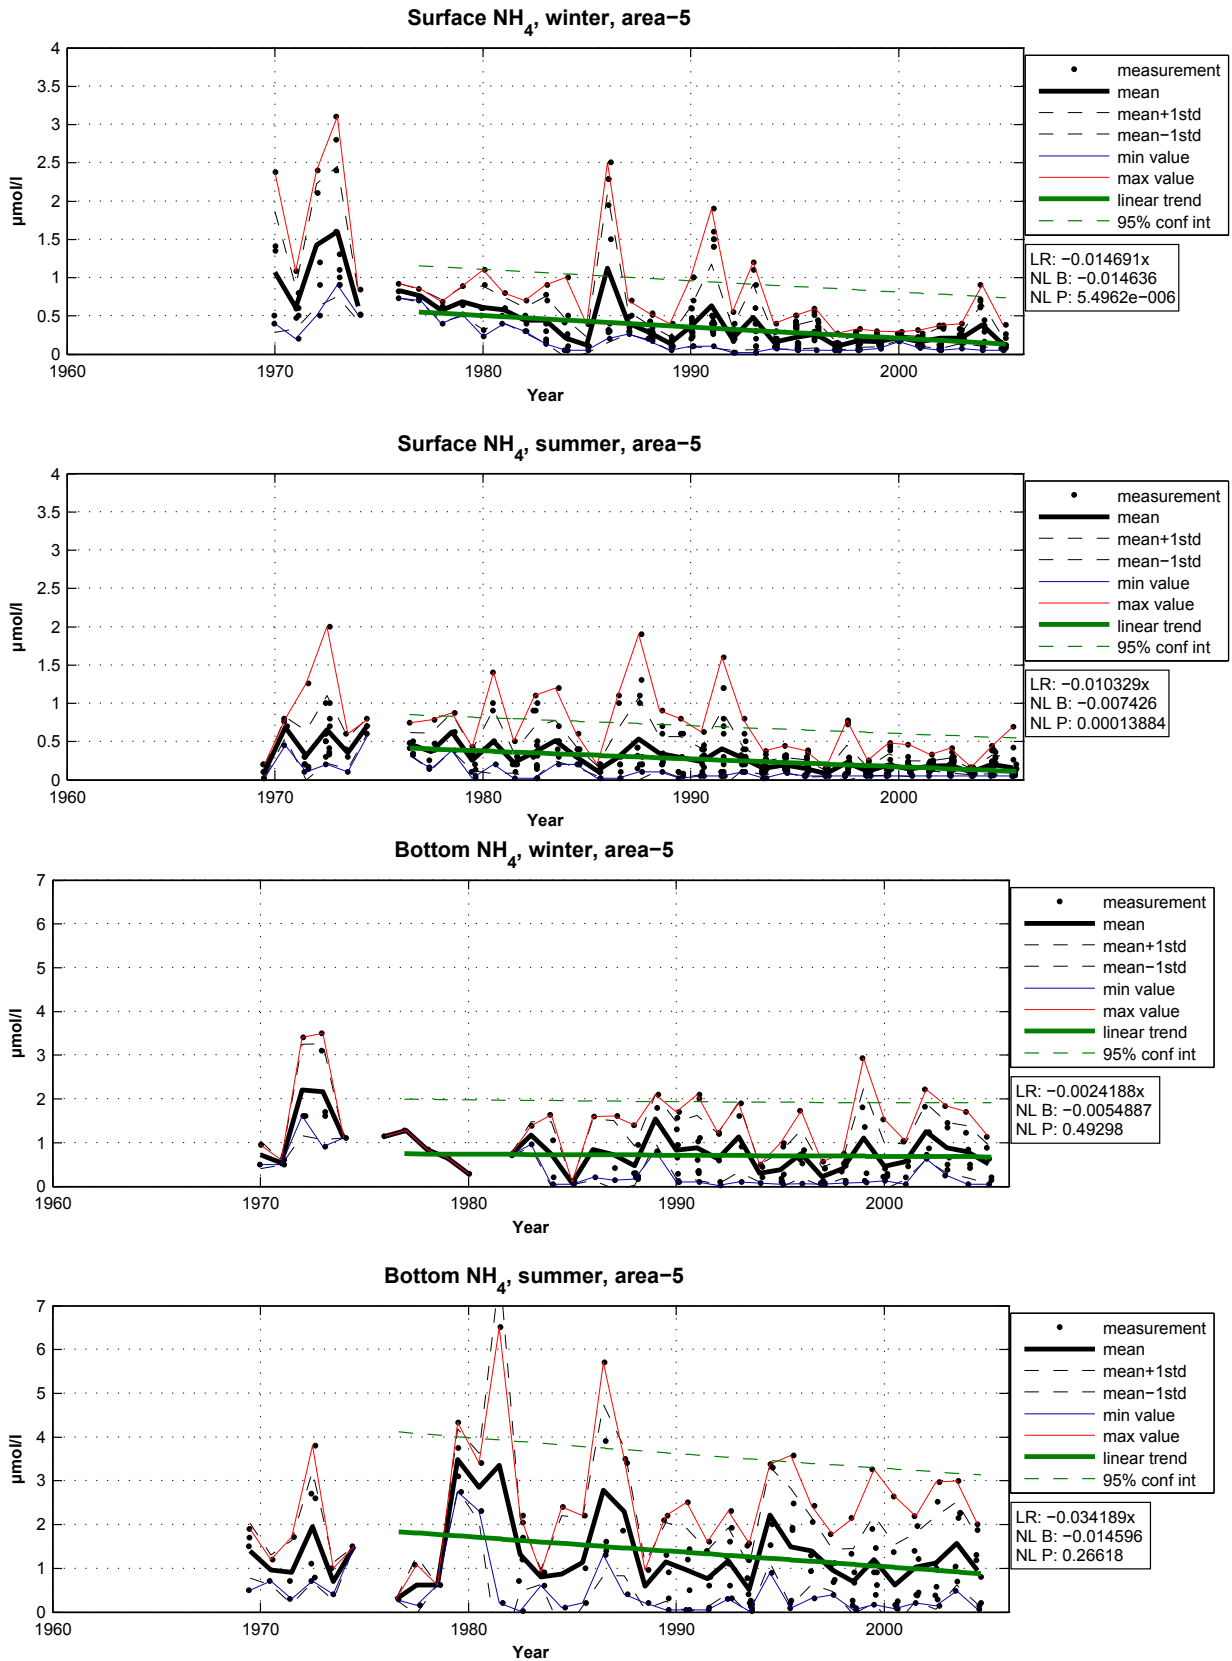 Surface NH4, winter, area−5
4
3.5
3
2.5
2
1.5
1
0.5
0
µmol/l
1960 1970 1980 1990 2000
Year
measurement
mean
mean+1std
mean−1std
min value
max value
linear trend
95% conf int
LR: −0.014691x
NL B: −0.014636
NL P: 5.4962e−006
Surface NH4, summer, area−5
4
3.5
3
2.5
2
1.5
1
0.5
0
µmol/l
1960 1970 1980 1990 2000
Year
measurement
mean
mean+1std
mean−1std
min value
max value
linear trend
95% conf int
LR: −0.010329x
NL B: −0.007426
NL P: 0.00013884
Bottom NH4, winter, area−5
7
6
5
4
3
2
1
0
µmol/l
1960 1970 1980 1990 2000
Year
measurement
mean
mean+1std
mean−1std
min value
max value
linear trend
95% conf int
LR: −0.0024188x
NL B: −0.0054887
NL P: 0.49298
Bottom NH4, summer, area−5
7
6
5
4
3
2
1
0
µmol/l
1960 1970 1980 1990 2000
Year
measurement
mean
mean+1std
mean−1std
min value
max value
linear trend
95% conf int
LR: −0.034189x
NL B: −0.014596
NL P: 0.26618